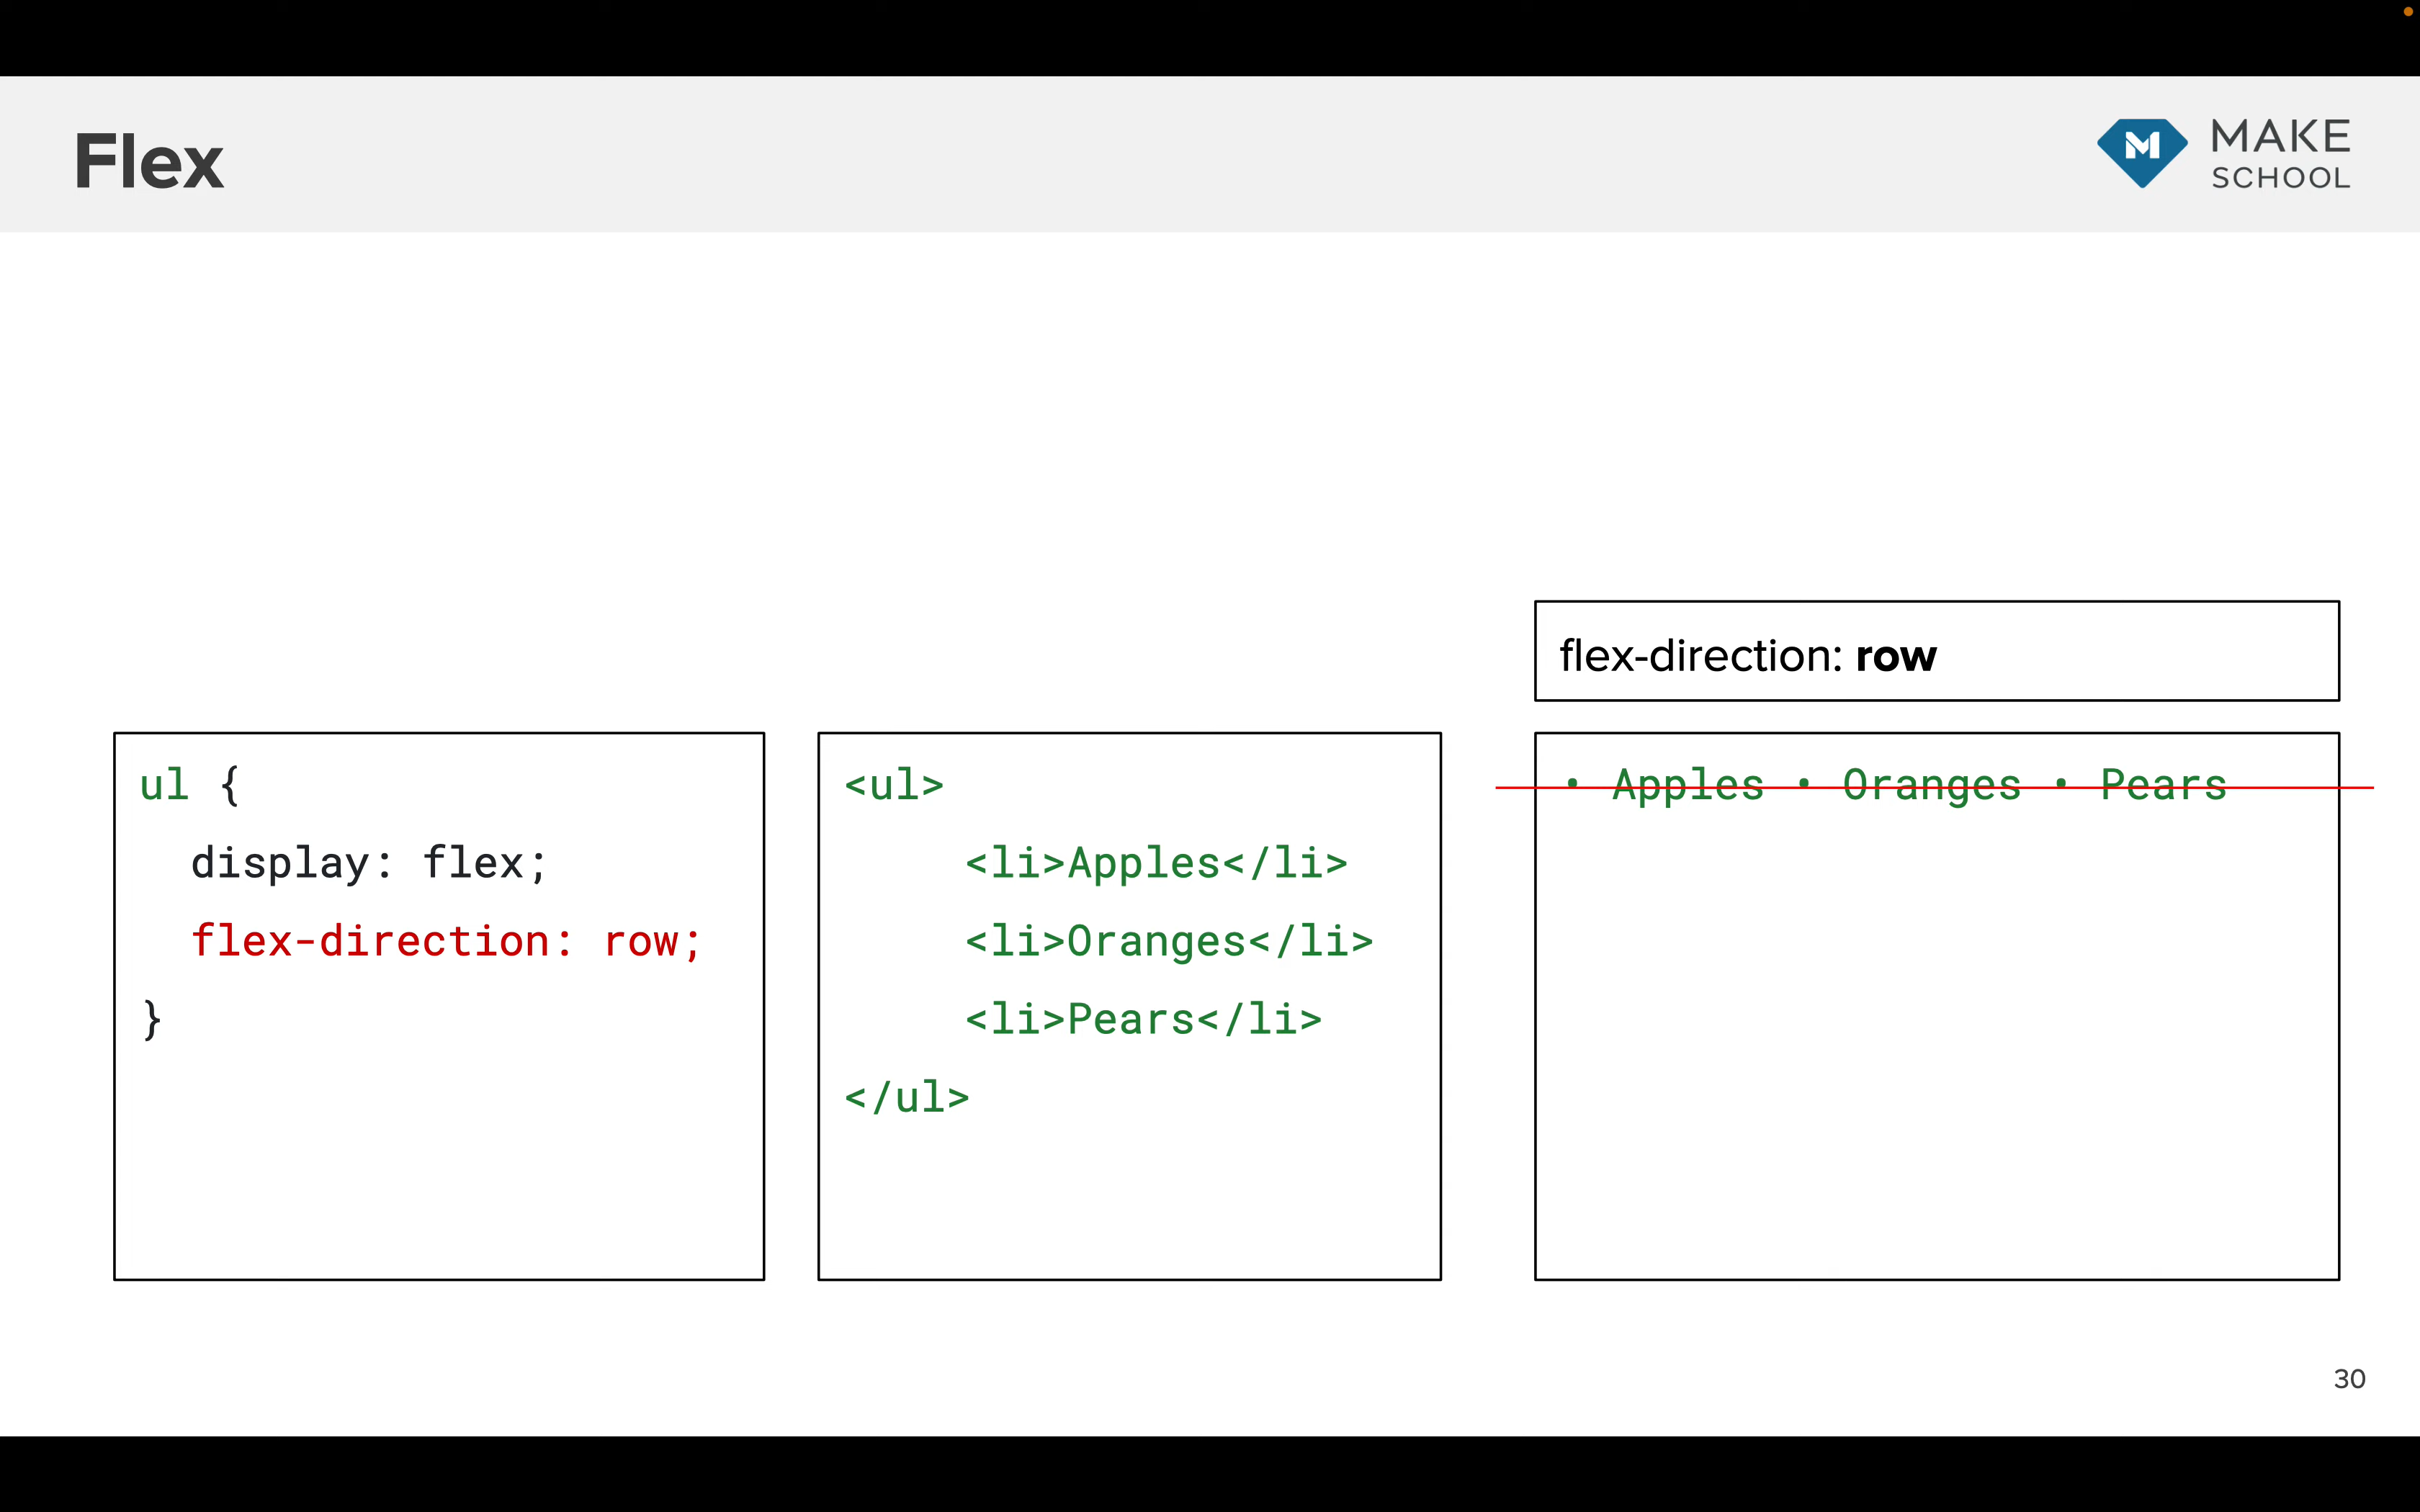 Flex
MAKE
SCHOOL
flex-direction: row
ul {
display: flex;
flex-direction: row;
}
<ul>
<li>Apples</li>
<li>Oranges</li>
<li>Pears</li>
</ul>
• Apples • Oranges • Pears
30